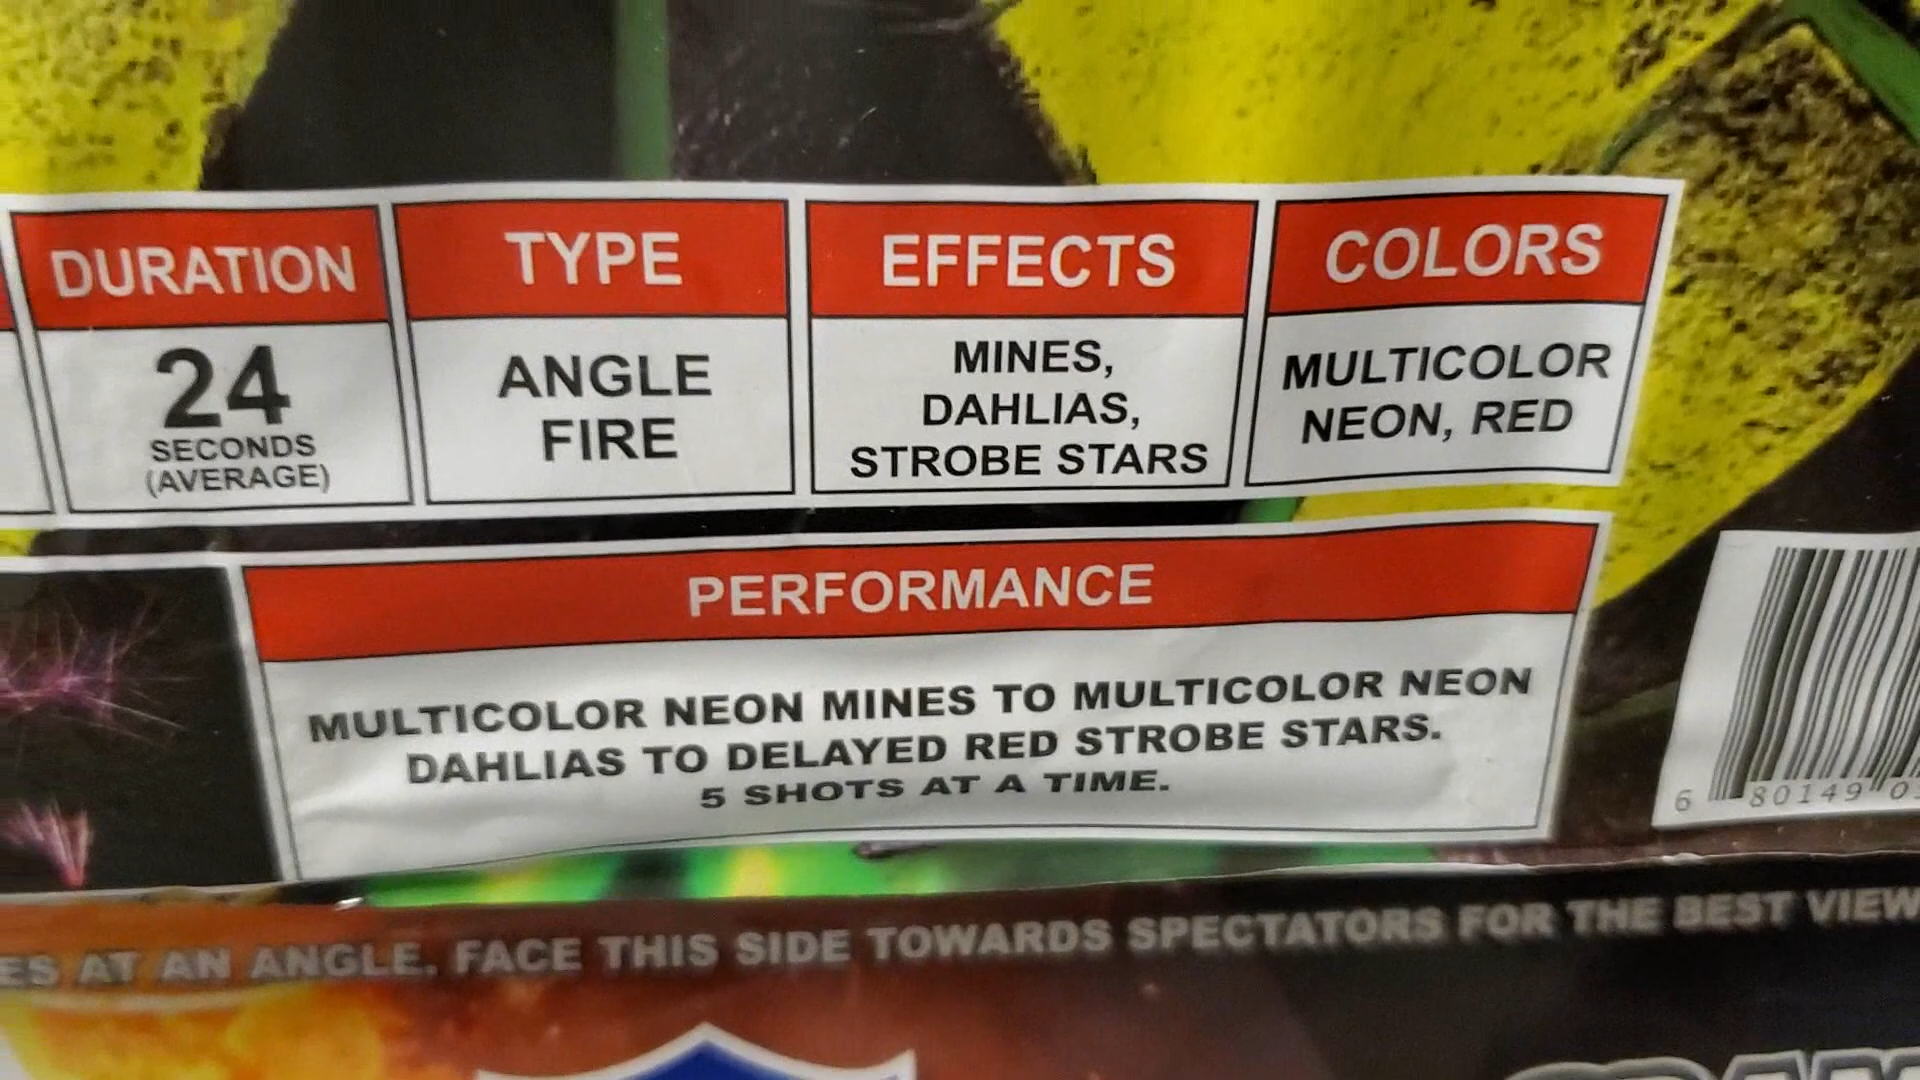 DURATION
24
SECONDS
(AVERAGE)
TYPE
ANGLE
FIRE
EFFECTS
MINES,
DAHLIAS,
STROBE STARS
COLORS
MULTICOLOR
NEON, RED
PERFORMANCE
MULTICOLOR NEON MINES TO MULTICOLOR NEON
DAHLIAS TO DELAYED RED STROBE STARS.
5 SHOTS AT A TIME.
6 80149 0
ES AT AN ANGLE. FACE THIS SIDE TOWARDS SPECTATORS FOR THE BEST VIEW